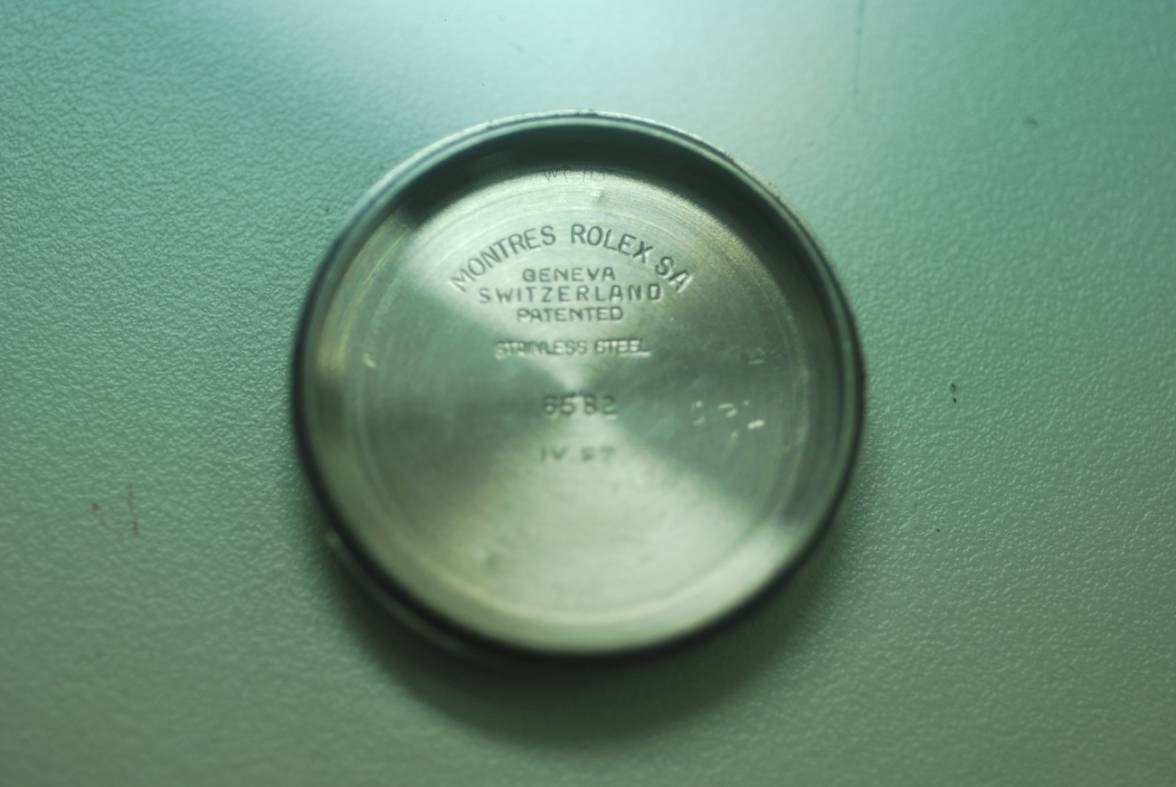 MONTRES ROLEX SA
GENEVA
SWITZERLAND
PATENTED
STAINLESS STEEL
6582
IV 57